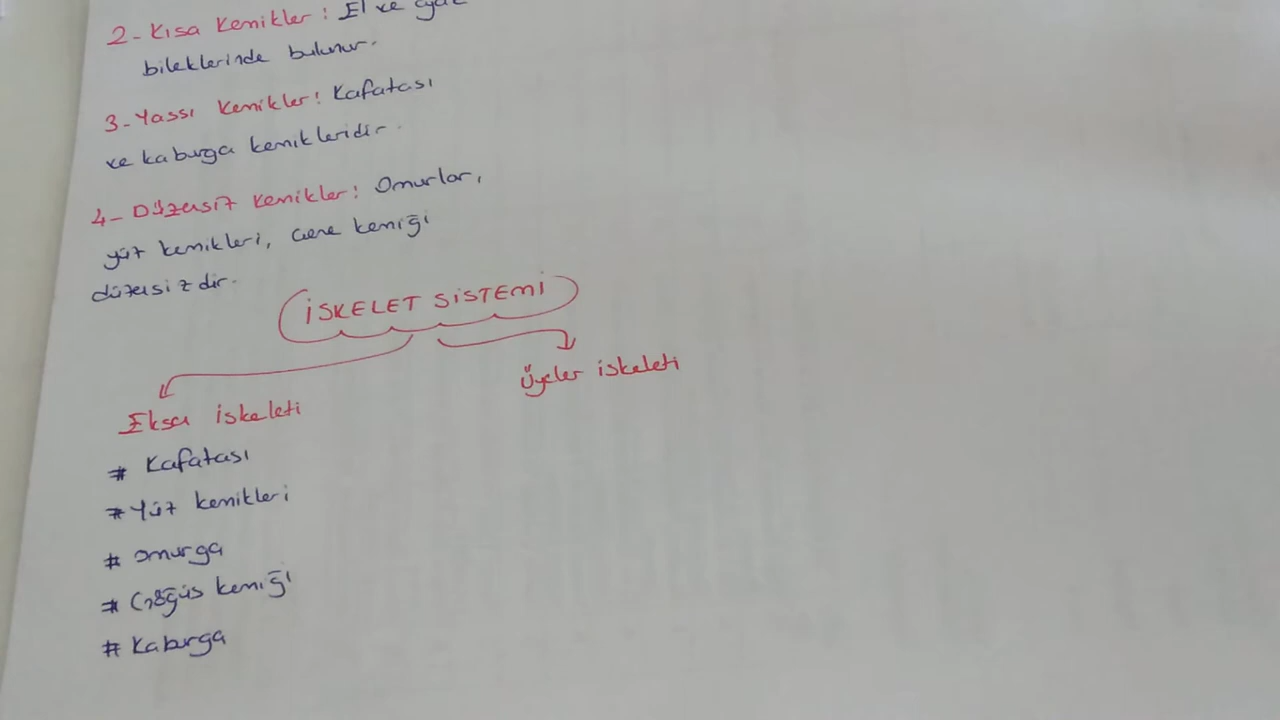 2- Kısa Kemikler: El ve ayak
bileklerinde bulunur.
3-Yassı Kemikler: Kafatası
ve kaburga kemikleridir.
4- Düzensiz Kemikler: Omurlar,
yüz kemikleri, çene kemiği
düzensizdir.
İSKELET SİSTEMİ
Üyeler iskeleti
Eksen iskeleti
# Kafatası
# Yüz kemikleri
# Omurga
# Göğüs kemiği
# Kaburga